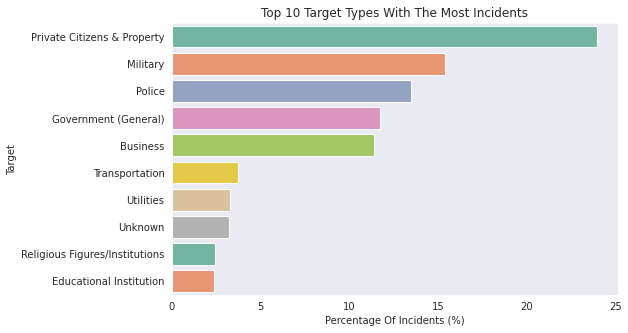 Top 10 Target Types With The Most Incidents
Target
Private Citizens & Property
Military
Police
Government (General)
Business
Transportation
Utilities
Unknown
Religious Figures/Institutions
Educational Institution
0 5 10 15 20 25
Percentage Of Incidents (%)